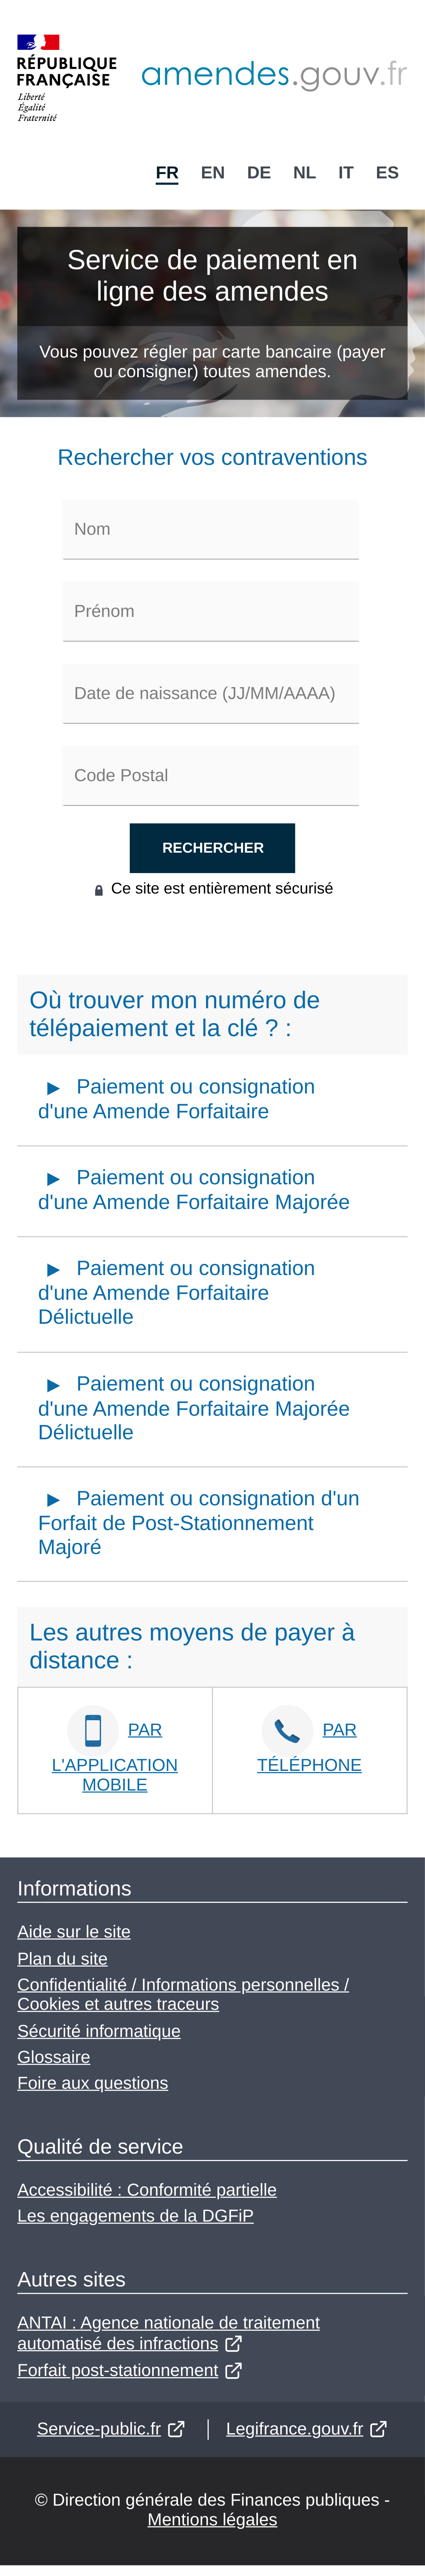 RÉPUBLIQUE
FRANÇAISE
Liberté
Égalité
Fraternité
amendes.gouv.fr
FR EN DE NL IT ES
Service de paiement en
ligne des amendes
Vous pouvez régler par carte bancaire (payer
ou consigner) toutes amendes.
Rechercher vos contraventions
Nom
Prénom
Date de naissance (JJ/MM/AAAA)
Code Postal
RECHERCHER
Ce site est entièrement sécurisé
Où trouver mon numéro de
télépaiement et la clé ? :
► Paiement ou consignation
d'une Amende Forfaitaire
► Paiement ou consignation
d'une Amende Forfaitaire Majorée
► Paiement ou consignation
d'une Amende Forfaitaire
Délictuelle
► Paiement ou consignation
d'une Amende Forfaitaire Majorée
Délictuelle
► Paiement ou consignation d'un
Forfait de Post-Stationnement
Majoré
Les autres moyens de payer à
distance :
PAR
L'APPLICATION
MOBILE
PAR
TÉLÉPHONE
Informations
Aide sur le site
Plan du site
Confidentialité / Informations personnelles /
Cookies et autres traceurs
Sécurité informatique
Glossaire
Foire aux questions
Qualité de service
Accessibilité : Conformité partielle
Les engagements de la DGFiP
Autres sites
ANTAI : Agence nationale de traitement
automatisé des infractions
Forfait post-stationnement
Service-public.fr Legifrance.gouv.fr
© Direction générale des Finances publiques -
Mentions légales